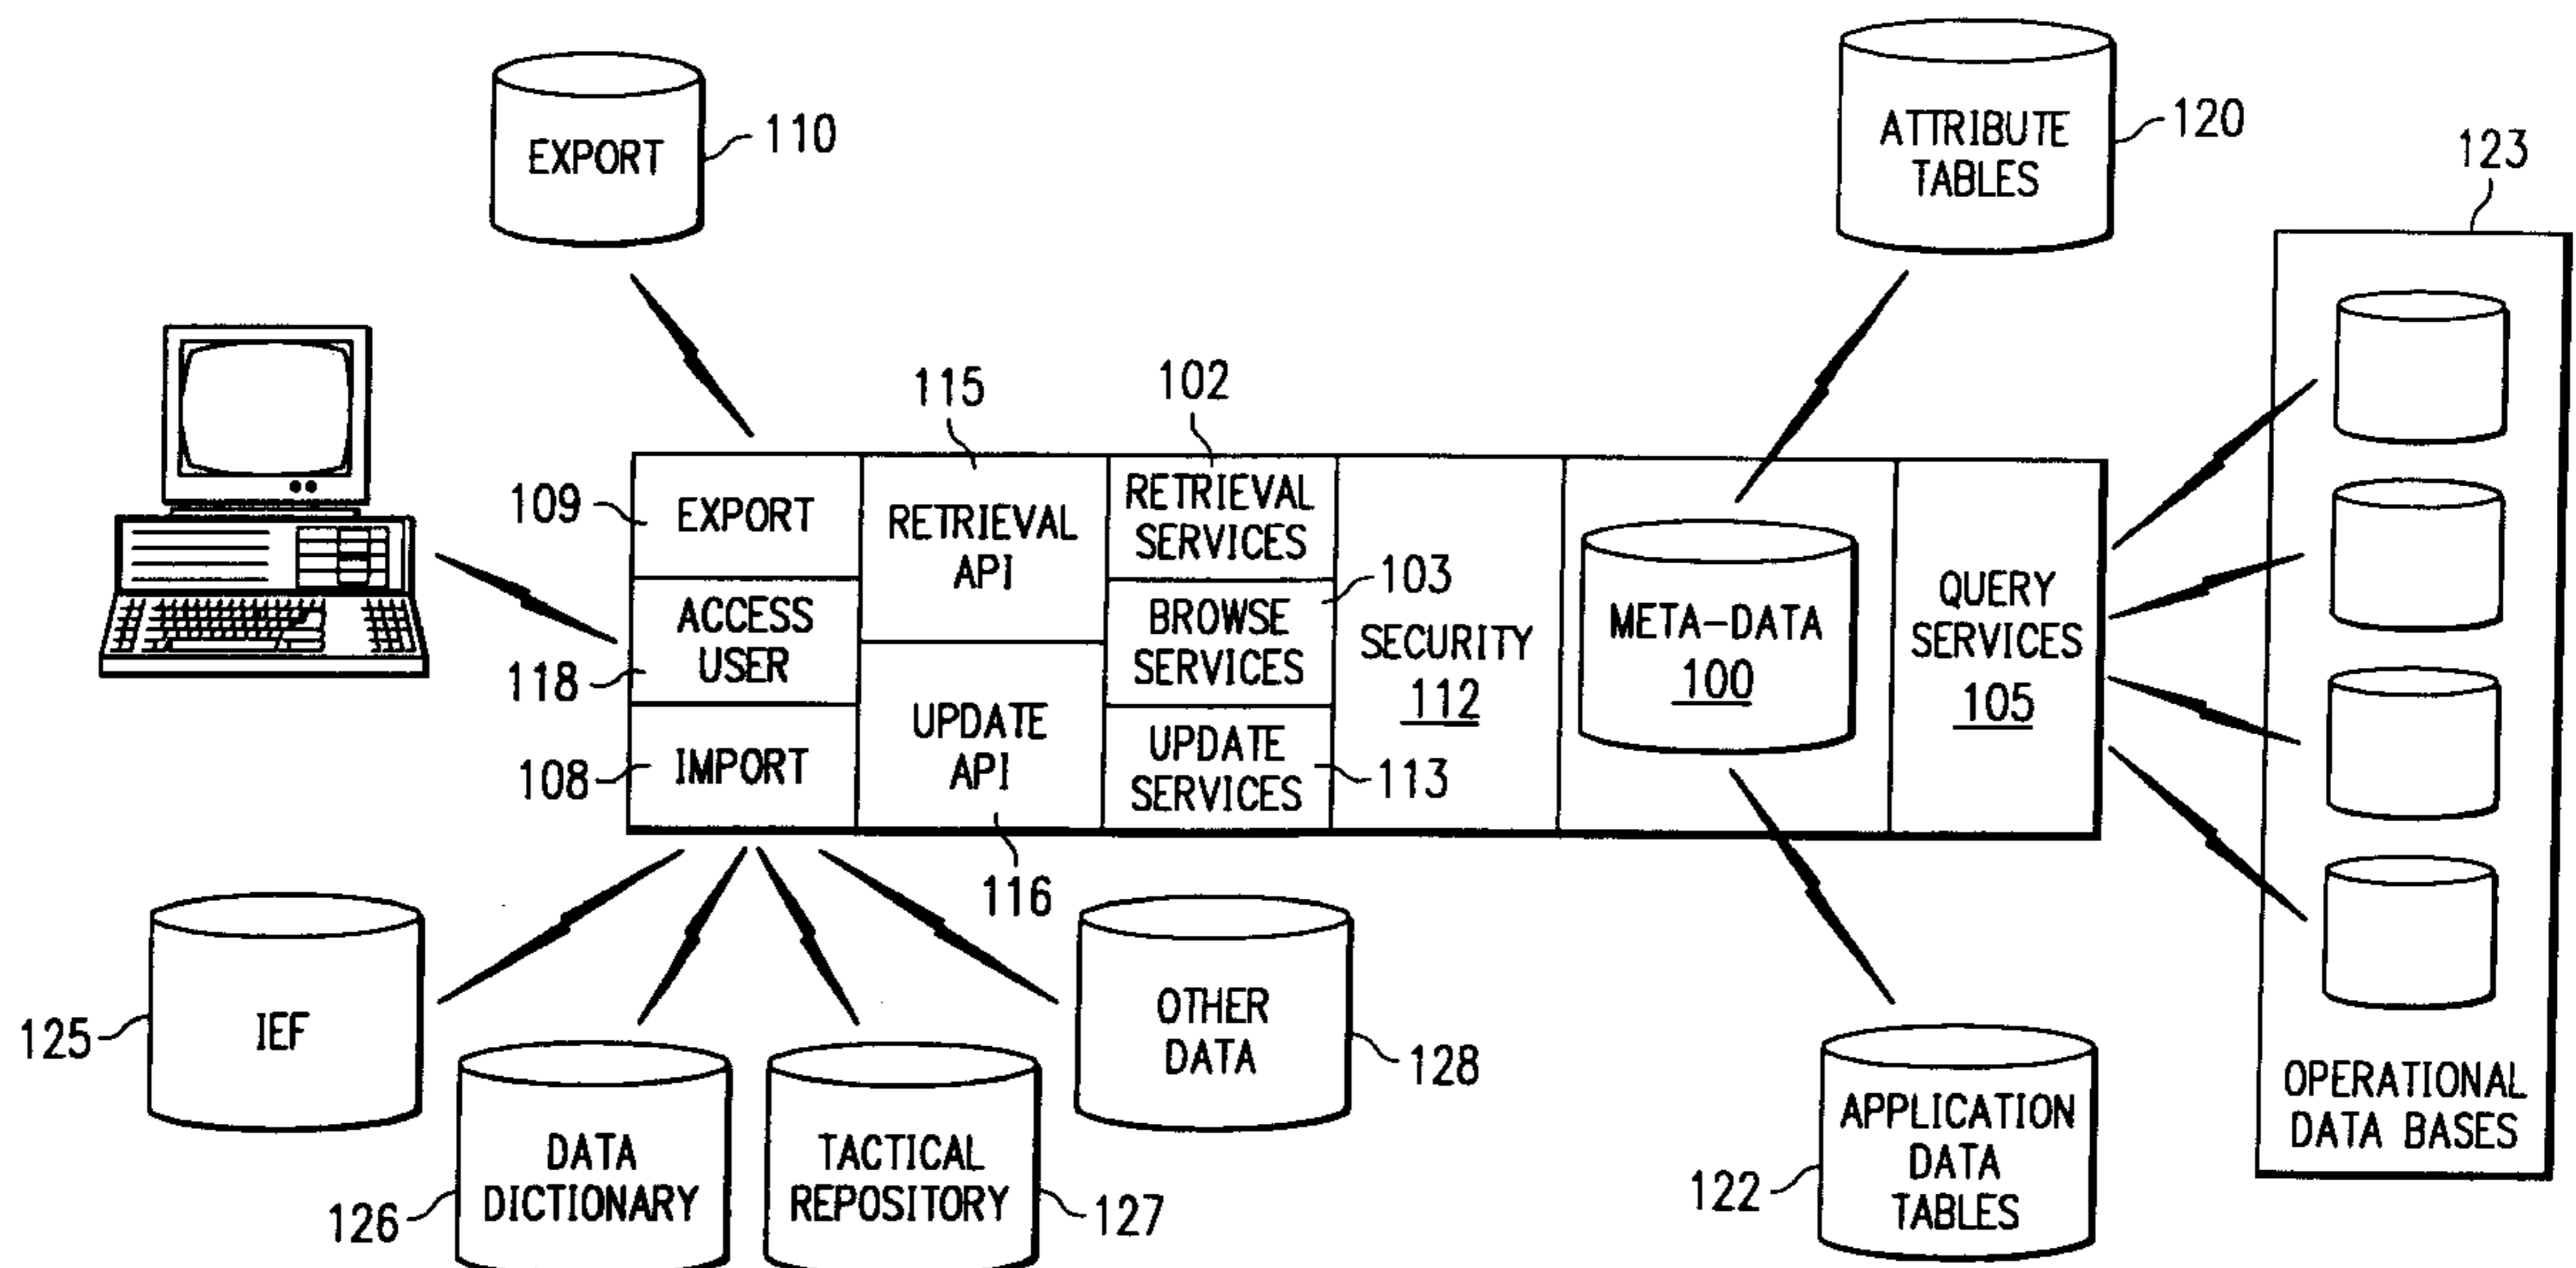 EXPORT
110
ATTRIBUTE
TABLES
120
123
115
102
109
EXPORT
RETRIEVAL
API
RETRIEVAL
SERVICES
103
ACCESS
USER
118
BROWSE
SERVICES
SECURITY
112
META-DATA
100
QUERY
SERVICES
105
108
IMPORT
UPDATE
API
UPDATE
SERVICES
113
116
125
IEF
OTHER
DATA
128
126
DATA
DICTIONARY
TACTICAL
REPOSITORY
127
122
APPLICATION
DATA
TABLES
OPERATIONAL
DATA BASES